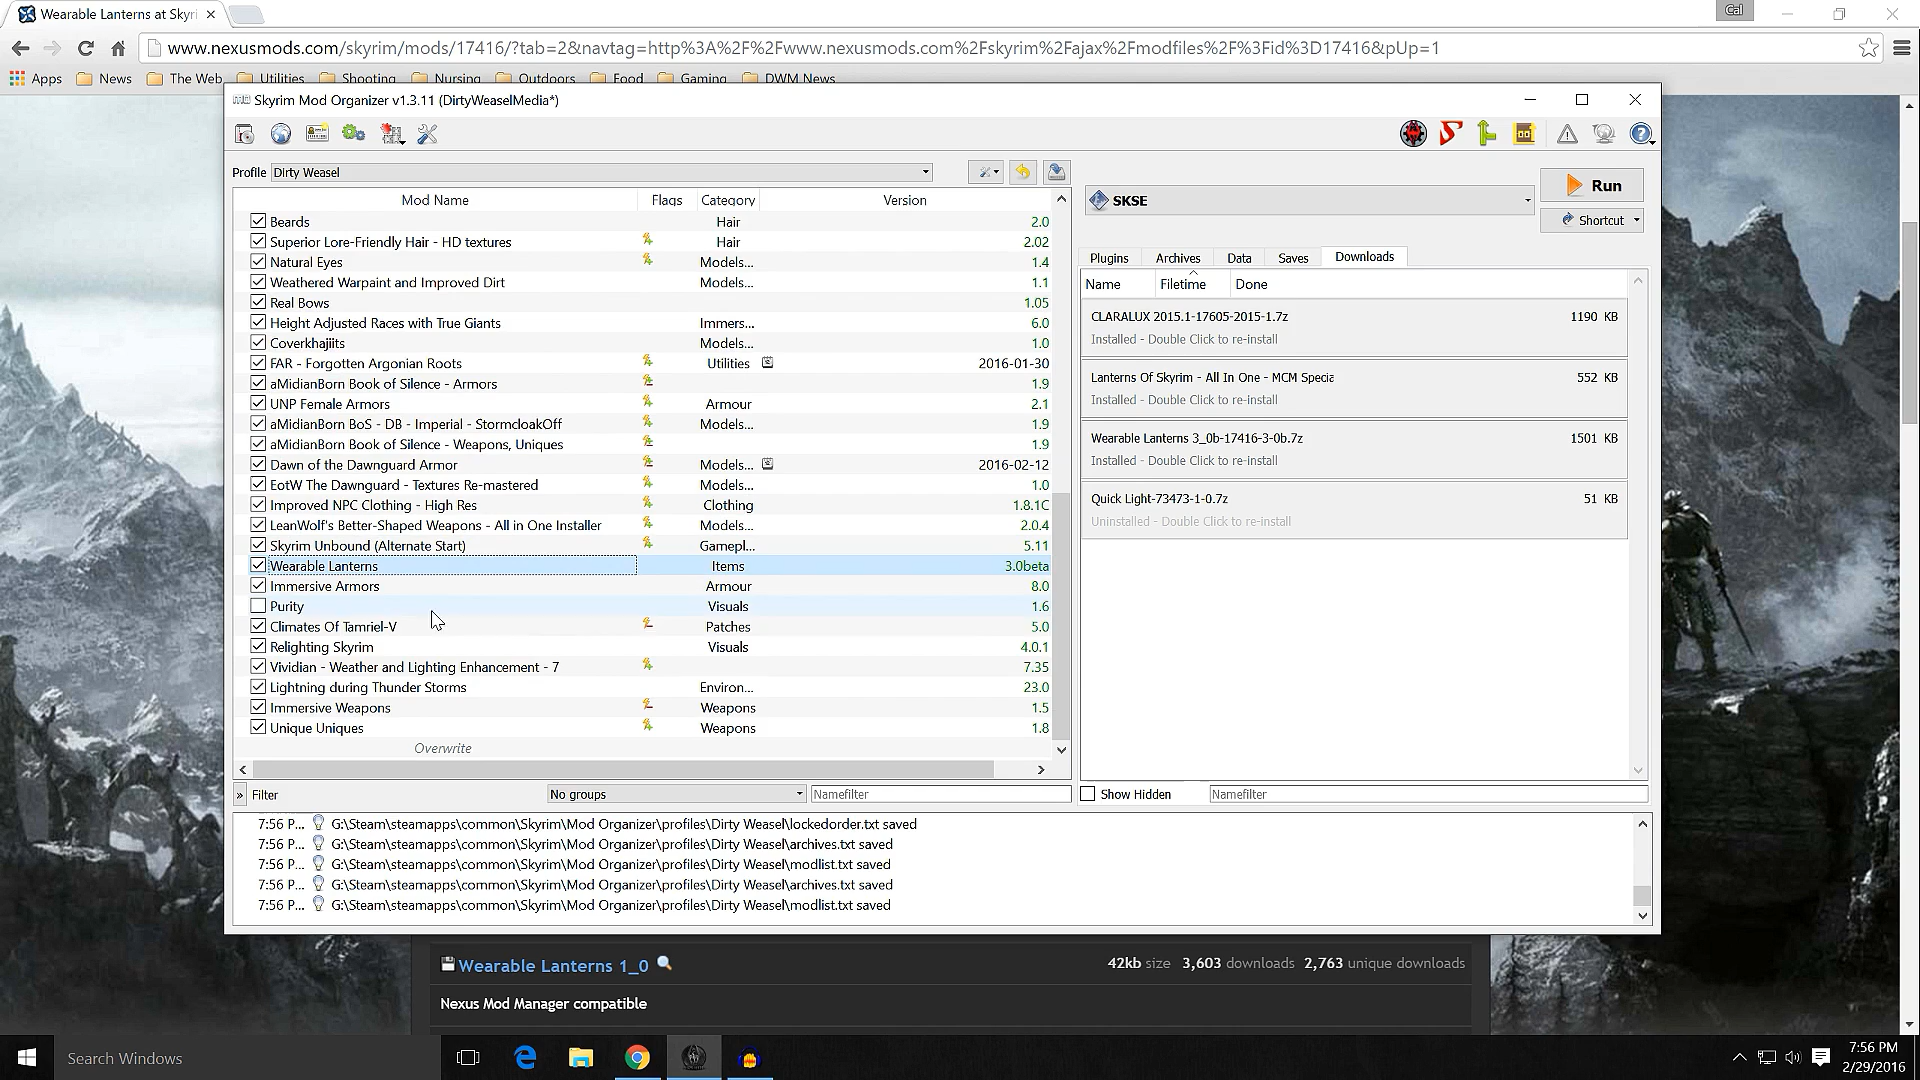 Wearable Lanterns at Skyri
Cal
www.nexusmods.com/skyrim/mods/17416/?tab=2&navtag=http%3A%2F%2Fwww.nexusmods.com%2Fskyrim%2Fajax%2Fmodfiles%2F%3Fid%3D17416&pUp=1
Apps News The Web Utilities Shooting Nursing Outdoors Food Gaming DWM News
Skyrim Mod Organizer v1.3.11 (DirtyWeaselMedia*)
Profile Dirty Weasel
Mod Name Flags Category Version
Beards Hair 2.0
Superior Lore-Friendly Hair - HD textures Hair 2.02
Natural Eyes Models... 1.4
Weathered Warpaint and Improved Dirt Models... 1.1
Real Bows 1.05
Height Adjusted Races with True Giants Immers... 6.0
Coverkhajiits Models... 1.0
FAR - Forgotten Argonian Roots Utilities 2016-01-30
aMidianBorn Book of Silence - Armors 1.9
UNP Female Armors Armour 2.1
aMidianBorn BoS - DB - Imperial - StormcloakOff Models... 1.9
aMidianBorn Book of Silence - Weapons, Uniques 1.9
Dawn of the Dawnguard Armor Models... 2016-02-12
EotW The Dawnguard - Textures Re-mastered Models... 1.0
Improved NPC Clothing - High Res Clothing 1.8.1C
LeanWolf's Better-Shaped Weapons - All in One Installer Models... 2.0.4
Skyrim Unbound (Alternate Start) Gamepl... 5.11
Wearable Lanterns Items 3.0beta
Immersive Armors Armour 8.0
Purity Visuals 1.6
Climates Of Tamriel-V Patches 5.0
Relighting Skyrim Visuals 4.0.1
Vividian - Weather and Lighting Enhancement - 7 7.35
Lightning during Thunder Storms Environ... 23.0
Immersive Weapons Weapons 1.5
Unique Uniques Weapons 1.8
Overwrite
» Filter No groups Namefilter
SKSE
Run
Shortcut
Plugins Archives Data Saves Downloads
Name Filetime Done
CLARALUX 2015.1-17605-2015-1.7z 1190 KB
Installed - Double Click to re-install
Lanterns Of Skyrim - All In One - MCM Specia 552 KB
Installed - Double Click to re-install
Wearable Lanterns 3_0b-17416-3-0b.7z 1501 KB
Installed - Double Click to re-install
Quick Light-73473-1-0.7z 51 KB
Uninstalled - Double Click to re-install
Show Hidden Namefilter
7:56 P... G:\Steam\steamapps\common\Skyrim\Mod Organizer\profiles\Dirty Weasel\lockedorder.txt saved
7:56 P... G:\Steam\steamapps\common\Skyrim\Mod Organizer\profiles\Dirty Weasel\archives.txt saved
7:56 P... G:\Steam\steamapps\common\Skyrim\Mod Organizer\profiles\Dirty Weasel\modlist.txt saved
7:56 P... G:\Steam\steamapps\common\Skyrim\Mod Organizer\profiles\Dirty Weasel\archives.txt saved
7:56 P... G:\Steam\steamapps\common\Skyrim\Mod Organizer\profiles\Dirty Weasel\modlist.txt saved
Wearable Lanterns 1_0 42kb size 3,603 downloads 2,763 unique downloads
Nexus Mod Manager compatible
Search Windows
7:56 PM
2/29/2016